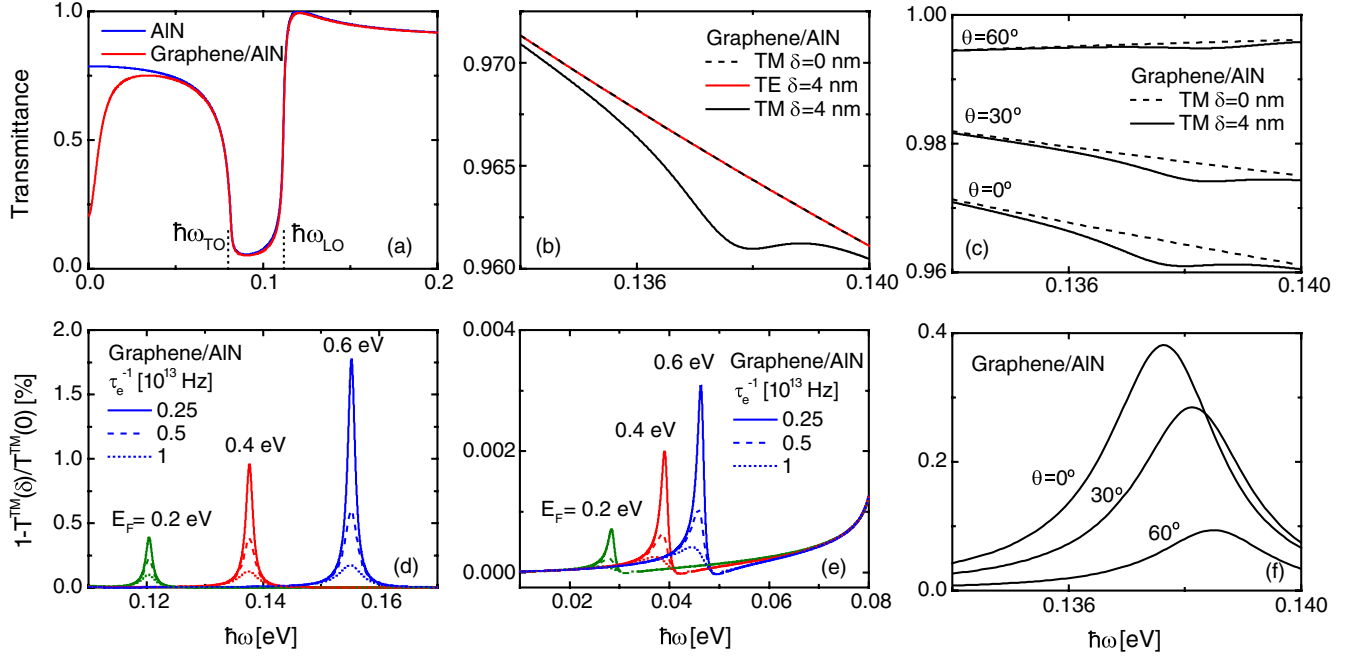 Transmittance
1.0
0.5
0.0
0.0
0.1
0.2
AlN
Graphene/AlN
ħω_TO
ħω_LO
(a)
0.970
0.965
0.960
0.136
0.140
Graphene/AlN
TM δ=0 nm
TE δ=4 nm
TM δ=4 nm
(b)
1.00
0.98
0.96
0.136
0.140
θ=60º
Graphene/AlN
TM δ=0 nm
TM δ=4 nm
θ=30º
θ=0º
(c)
1-T^TM(δ)/T^TM(0) [%]
2.0
1.5
1.0
0.5
0.0
0.12
0.14
0.16
ħω [eV]
Graphene/AlN
τ_e^-1 [10^13 Hz]
0.25
0.5
1
0.6 eV
0.4 eV
E_F= 0.2 eV
(d)
0.004
0.002
0.000
0.02
0.04
0.06
0.08
ħω [eV]
0.6 eV
Graphene/AlN
τ_e^-1 [10^13 Hz]
0.25
0.5
1
0.4 eV
E_F= 0.2 eV
(e)
0.4
0.2
0.0
0.136
0.140
ħω [eV]
Graphene/AlN
θ=0º
30º
60º
(f)